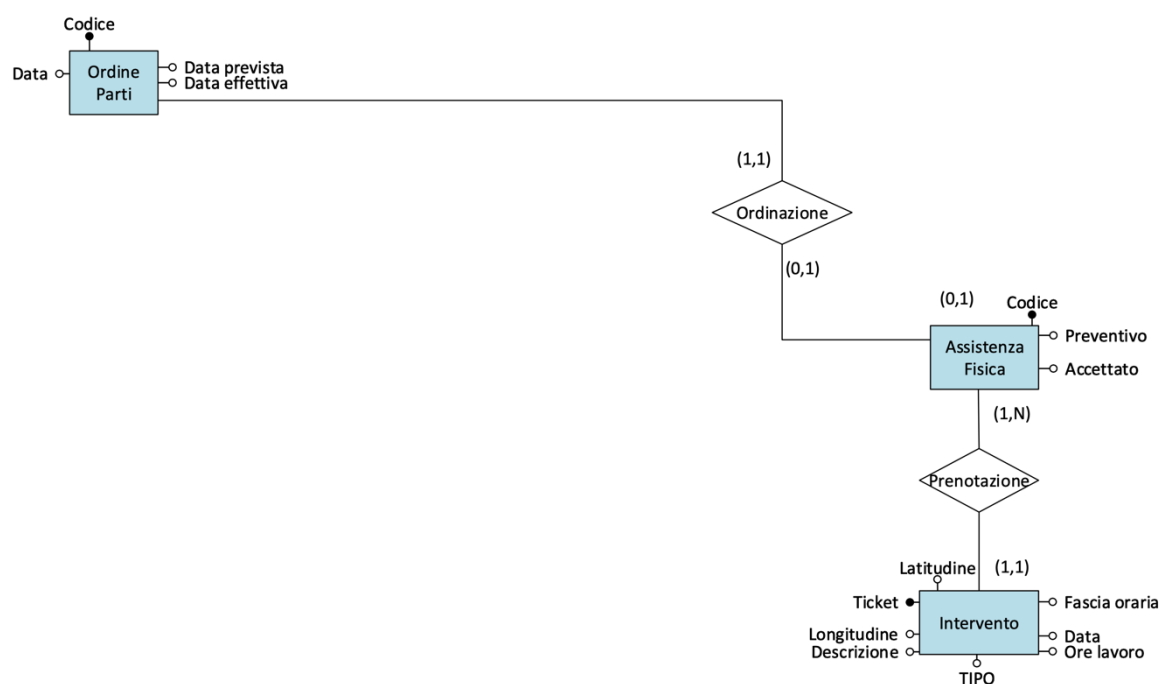 Codice
Data
Ordine
Parti
Data prevista
Data effettiva
(1,1)
Ordinazione
(0,1)
(0,1)
Codice
Assistenza
Fisica
Preventivo
Accettato
(1,N)
Prenotazione
(1,1)
Latitudine
Ticket
Longitudine
Descrizione
Intervento
Fascia oraria
Data
Ore lavoro
TIPO